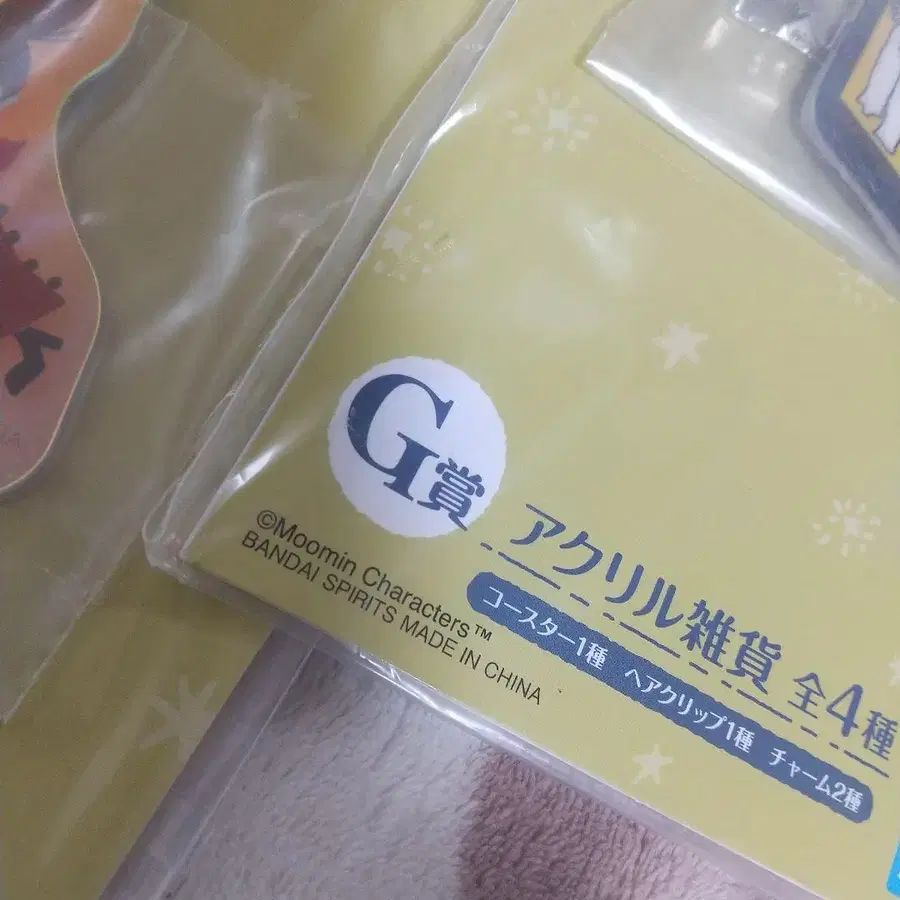 G賞
アクリル雑貨 全4種
コースター1種 ヘアクリップ1種 チャーム2種
©Moomin Characters™
BANDAI SPIRITS MADE IN CHINA